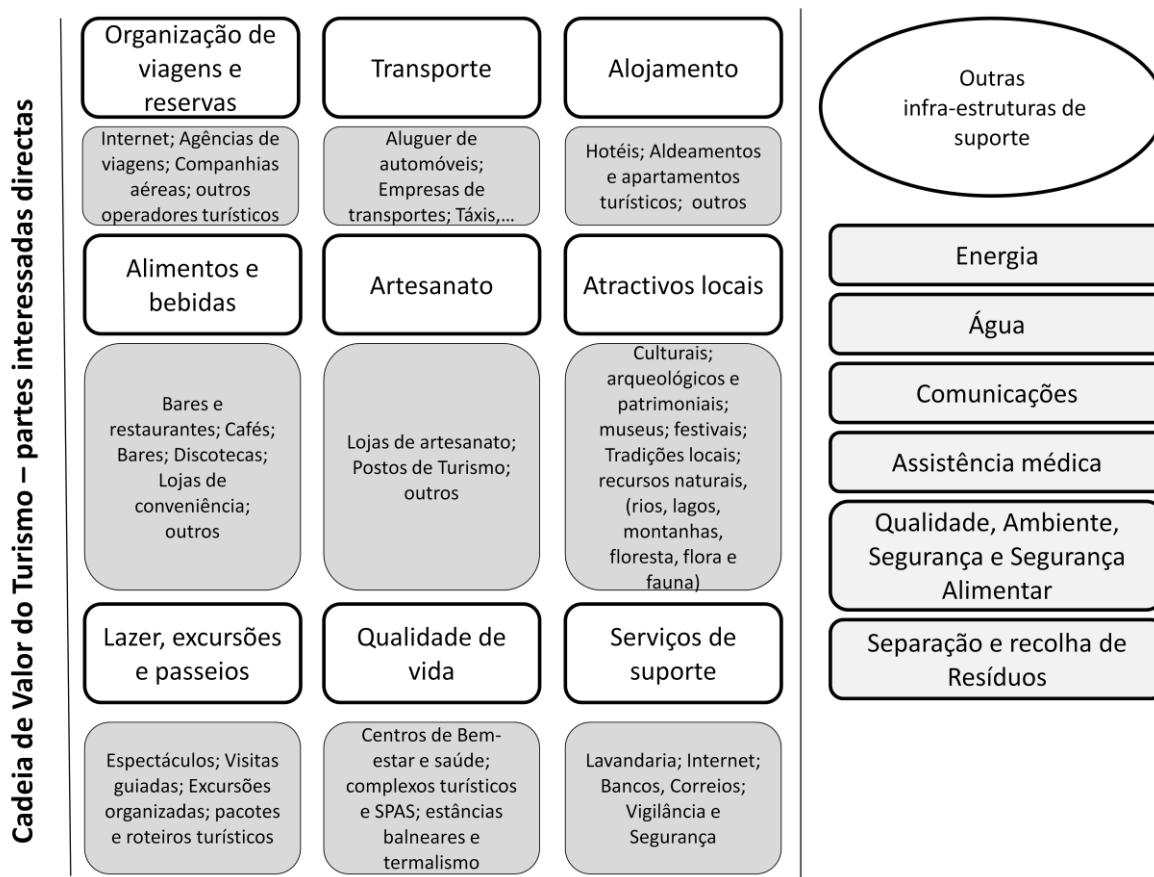 Cadeia de Valor do Turismo – partes interessadas directas
Organização de
viagens e
reservas
Internet; Agências de
viagens; Companhias
aéreas; outros
operadores turísticos
Transporte
Aluguer de
automóveis;
Empresas de
transportes; Táxis,...
Alojamento
Hotéis; Aldeamentos
e apartamentos
turísticos; outros
Alimentos e
bebidas
Bares e
restaurantes; Cafés;
Bares; Discotecas;
Lojas de
conveniência;
outros
Artesanato
Lojas de artesanato;
Postos de Turismo;
outros
Atractivos locais
Culturais;
arqueológicos e
patrimoniais;
museus; festivais;
Tradições locais;
recursos naturais,
(rios, lagos,
montanhas,
floresta, flora e
fauna)
Lazer, excursões
e passeios
Espectáculos; Visitas
guiadas; Excursões
organizadas; pacotes
e roteiros turísticos
Qualidade de
vida
Centros de Bem-
estar e saúde;
complexos turísticos
e SPAS; estâncias
balneares e
termalismo
Serviços de
suporte
Lavandaria; Internet;
Bancos, Correios;
Vigilância e
Segurança
Outras
infra-estruturas de
suporte
Energia
Água
Comunicações
Assistência médica
Qualidade, Ambiente,
Segurança e Segurança
Alimentar
Separação e recolha de
Resíduos